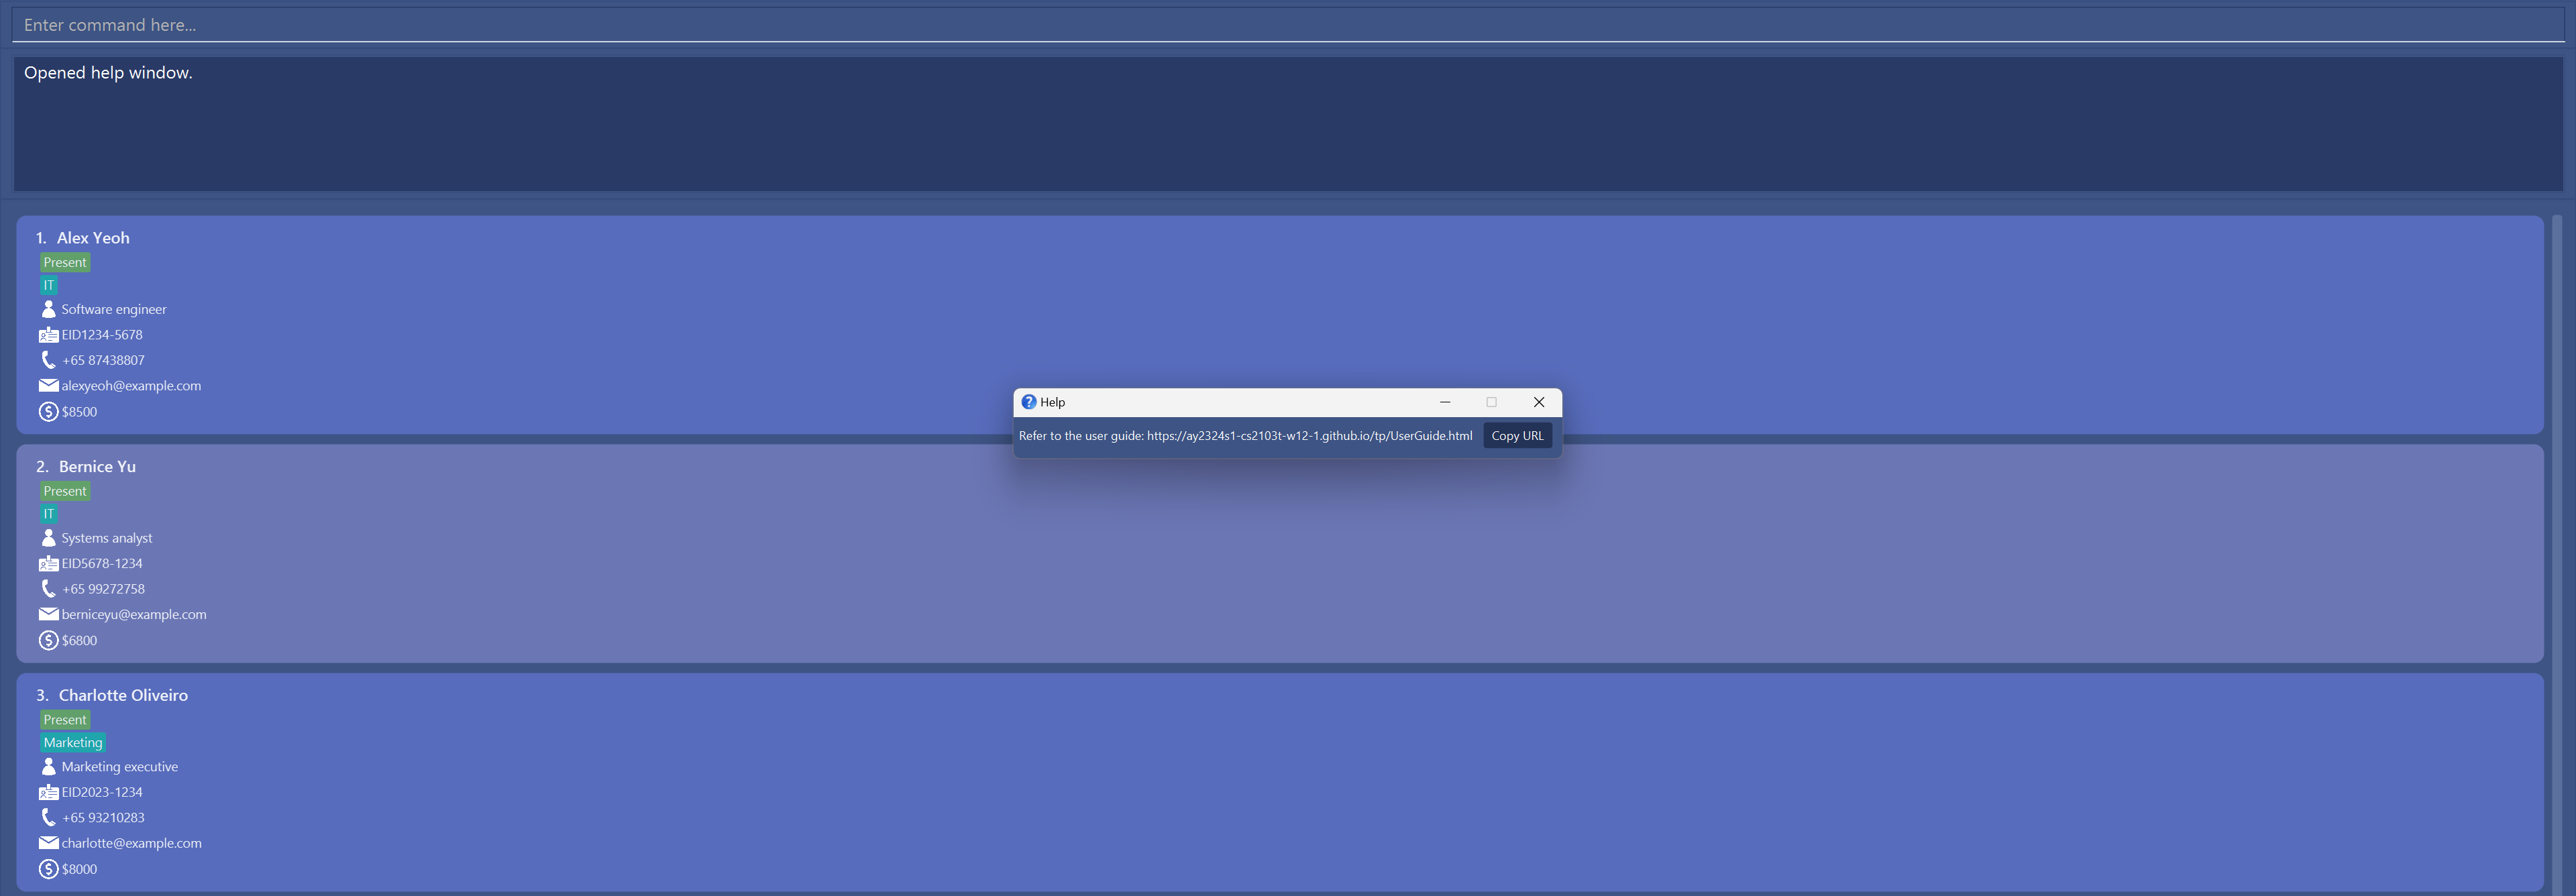 Enter command here...
Opened help window.
1. Alex Yeoh
Present
IT
Software engineer
EID1234-5678
+65 87438807
alexyeoh@example.com
$8500
Help
Refer to the user guide: https://ay2324s1-cs2103t-w12-1.github.io/tp/UserGuide.html
Copy URL
2. Bernice Yu
Present
IT
Systems analyst
EID5678-1234
+65 99272758
berniceyu@example.com
$6800
3. Charlotte Oliveiro
Present
Marketing
Marketing executive
EID2023-1234
+65 93210283
charlotte@example.com
$8000